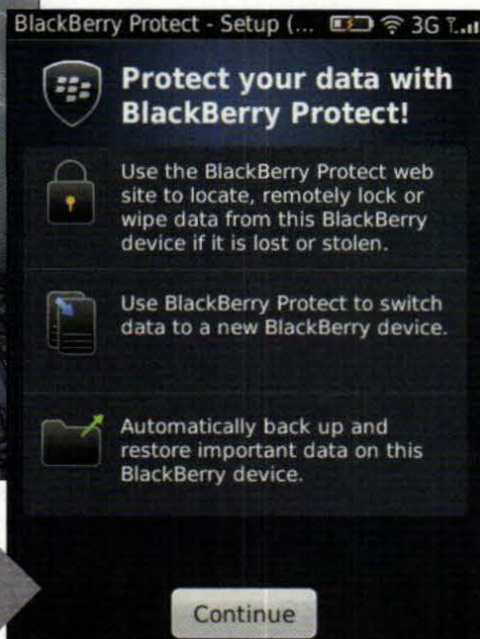 BlackBerry Protect - Setup (... 3G
Protect your data with
BlackBerry Protect!
Use the BlackBerry Protect web
site to locate, remotely lock or
wipe data from this BlackBerry
device if it is lost or stolen.
Use BlackBerry Protect to switch
data to a new BlackBerry device.
Automatically back up and
restore important data on this
BlackBerry device.
Continue